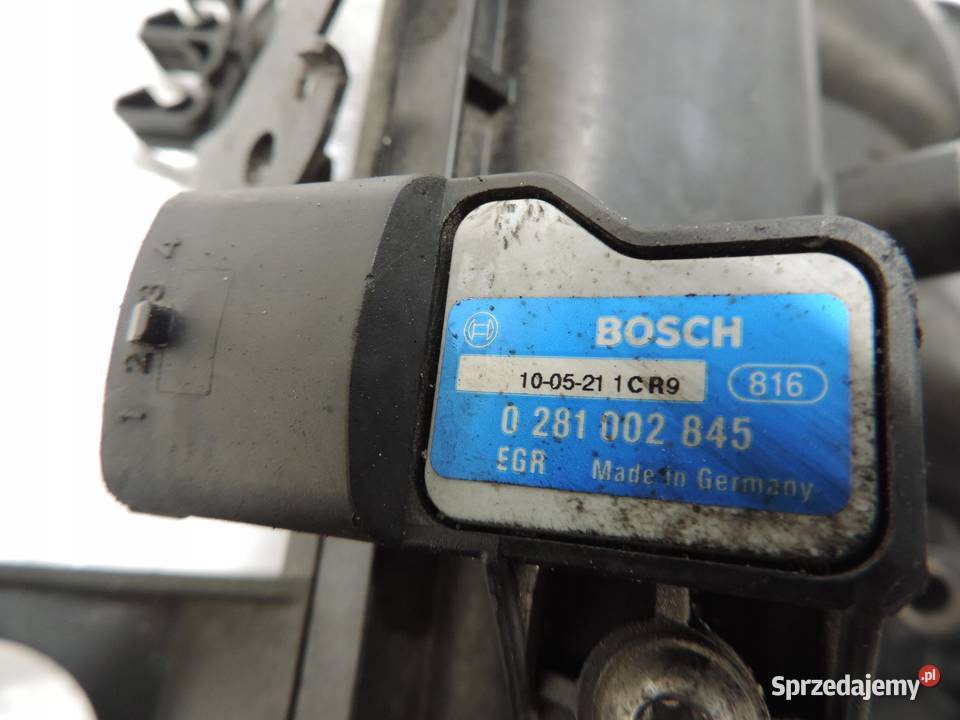 4
3
2
1
BOSCH
10-05-21 1CR9
816
0 281 002 845
EGR Made in Germany
Sprzedajemy.pl